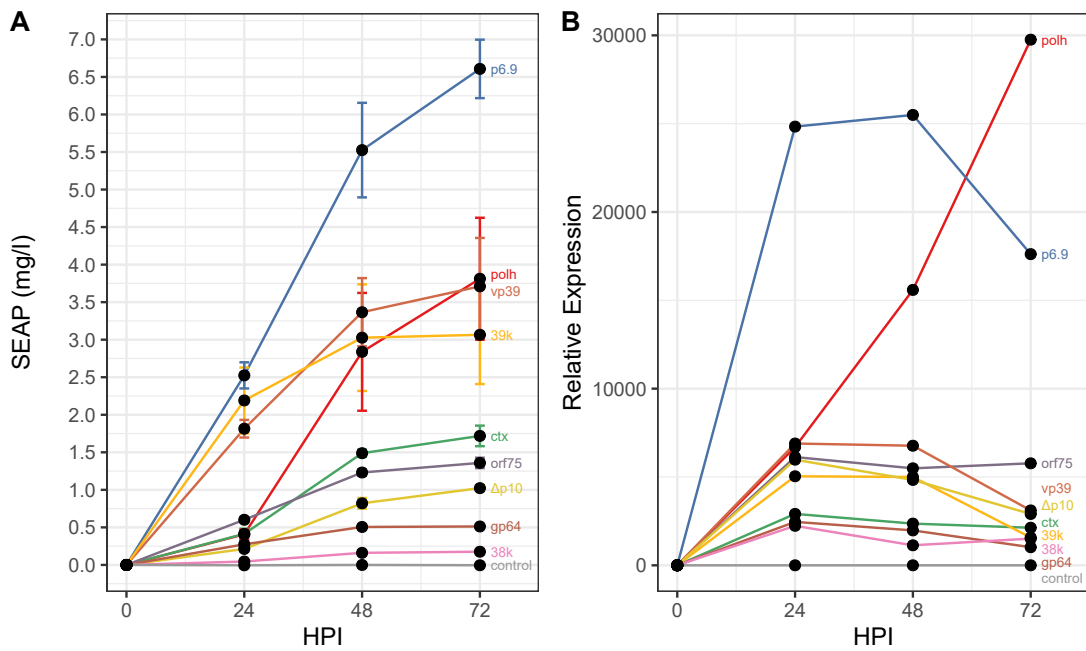 A
SEAP (mg/l)
7.0
6.5
6.0
5.5
5.0
4.5
4.0
3.5
3.0
2.5
2.0
1.5
1.0
0.5
0.0
p6.9
polh
vp39
39k
ctx
orf75
Δp10
gp64
38k
control
0
24
48
72
HPI
B
Relative Expression
30000
20000
10000
0
polh
p6.9
orf75
vp39
Δp10
ctx
39k
38k
gp64
control
0
24
48
72
HPI